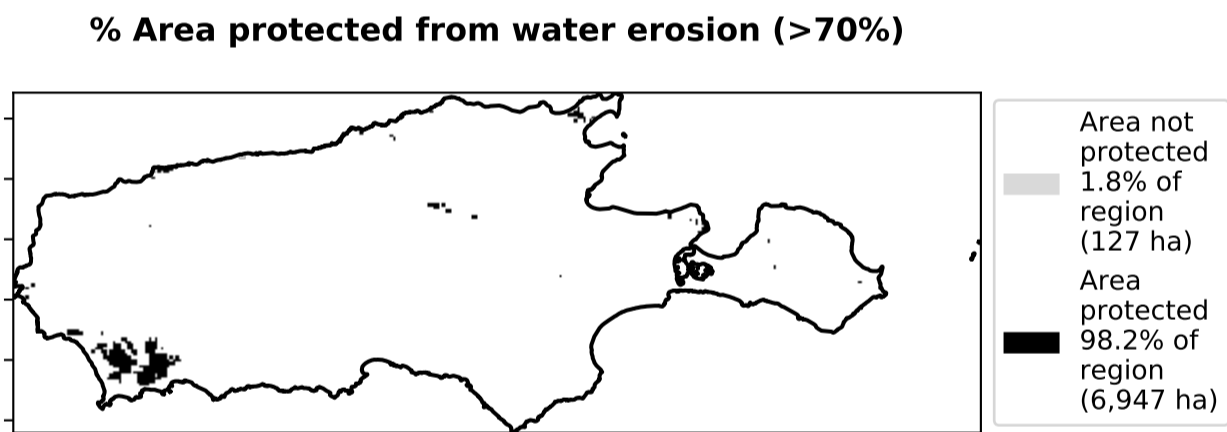 % Area protected from water erosion (>70%)
Area not
protected
1.8% of
region
(127 ha)
Area
protected
98.2% of
region
(6,947 ha)